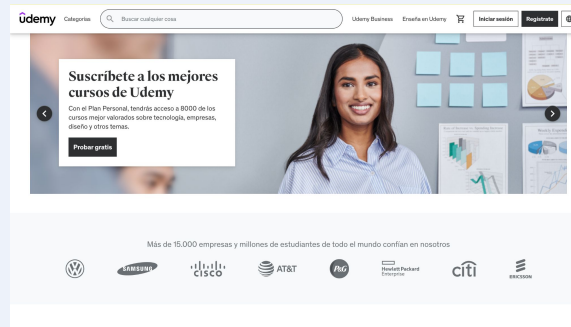 ûdemy Categorías Buscar cualquier cosa Udemy Business Enseña en Udemy Iniciar sesión Regístrate
Suscríbete a los mejores
cursos de Udemy
Con el Plan Personal, tendrás acceso a 8000 de los
cursos mejor valorados sobre tecnología, empresas,
diseño y otros temas.
Probar gratis
Más de 15.000 empresas y millones de estudiantes de todo el mundo confían en nosotros
SAMSUNG CISCO AT&T P&G Hewlett Packard
Enterprise
citi ERICSSON